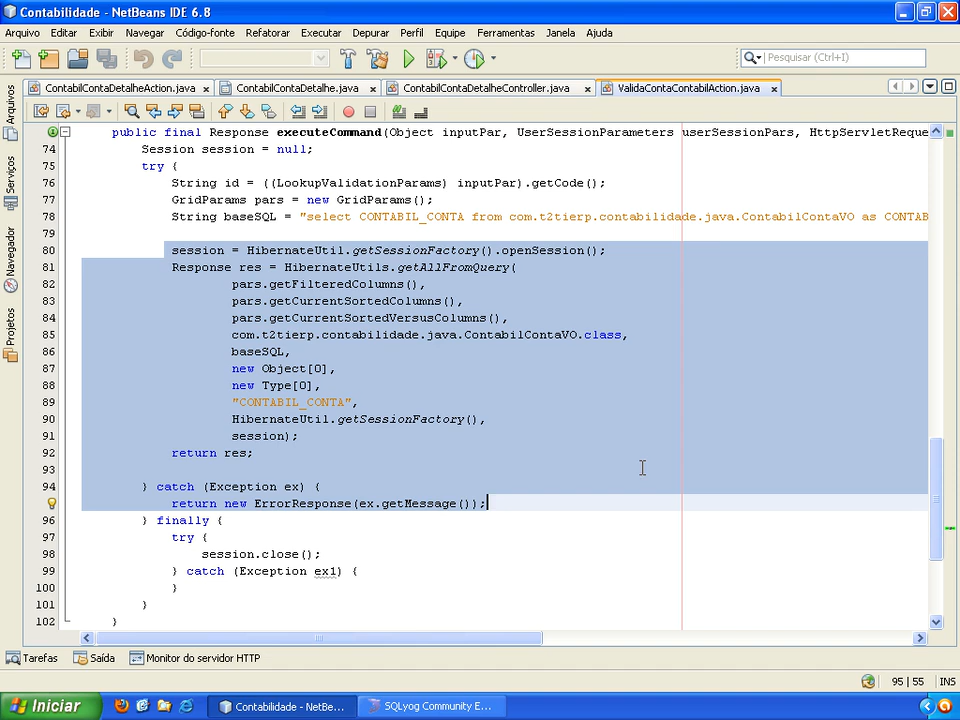 Contabilidade - NetBeans IDE 6.8
Arquivo Editar Exibir Navegar Código-fonte Refatorar Executar Depurar Perfil Equipe Ferramentas Janela Ajuda
Pesquisar (Ctrl+I)
ContabilContaDetalheAction.java ContabilContaDetalhe.java ContabilContaDetalheController.java ValidaContaContabilAction.java
Arquivos
Serviços
Navegador
Projetos
public final Response executeCommand(Object inputPar, UserSessionParameters userSessionPars, HttpServletReque
74 Session session = null;
75 try {
76 String id = ((LookupValidationParams) inputPar).getCode();
77 GridParams pars = new GridParams();
78 String baseSQL = "select CONTABIL_CONTA from com.t2tierp.contabilidade.java.ContabilContaVO as CONTAB
79
80 session = HibernateUtil.getSessionFactory().openSession();
81 Response res = HibernateUtils.getAllFromQuery(
82 pars.getFilteredColumns(),
83 pars.getCurrentSortedColumns(),
84 pars.getCurrentSortedVersusColumns(),
85 com.t2tierp.contabilidade.java.ContabilContaVO.class,
86 baseSQL,
87 new Object[0],
88 new Type[0],
89 "CONTABIL_CONTA",
90 HibernateUtil.getSessionFactory(),
91 session);
92 return res;
93
94 } catch (Exception ex) {
return new ErrorResponse(ex.getMessage());
96 } finally {
97 try {
98 session.close();
99 } catch (Exception ex1) {
100 }
101 }
102 }
Tarefas Saída Monitor do servidor HTTP
95 | 55 INS
Iniciar Contabilidade - NetBe... SQLyog Community E...